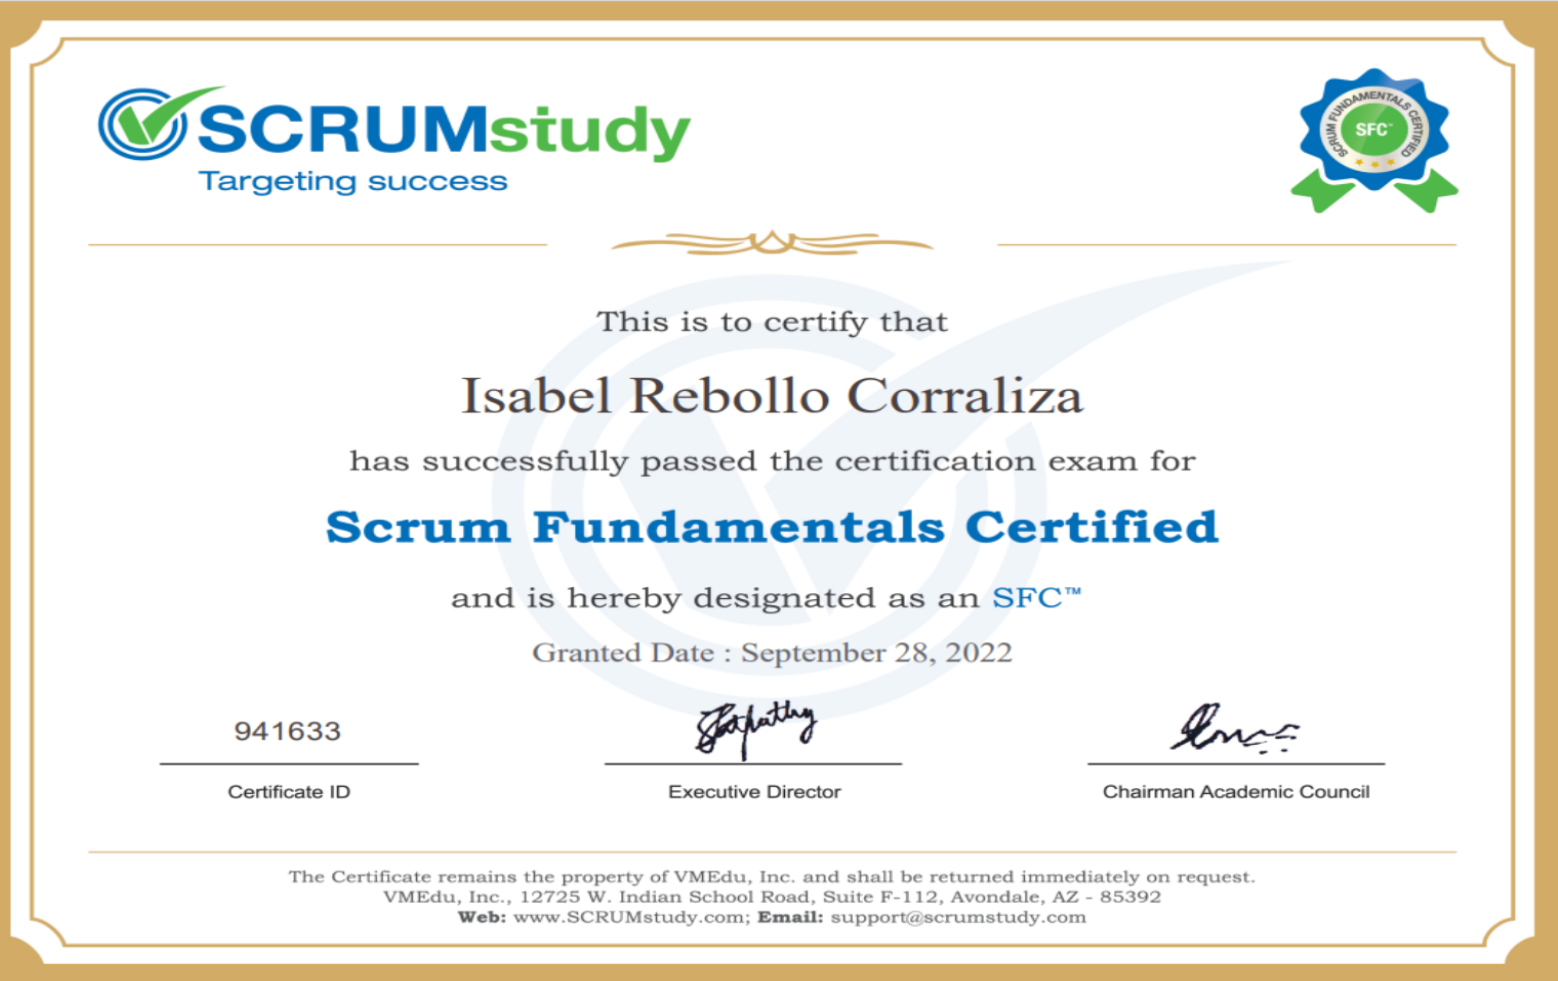 SCRUMstudy
Targeting success
SCRUM FUNDAMENTALS CERTIFIED
SFC™
This is to certify that
Isabel Rebollo Corraliza
has successfully passed the certification exam for
Scrum Fundamentals Certified
and is hereby designated as an SFC™
Granted Date : September 28, 2022
941633
Certificate ID
Executive Director
Chairman Academic Council
The Certificate remains the property of VMEdu, Inc. and shall be returned immediately on request.
VMEdu, Inc., 12725 W. Indian School Road, Suite F-112, Avondale, AZ - 85392
Web: www.SCRUMstudy.com; Email: support@scrumstudy.com